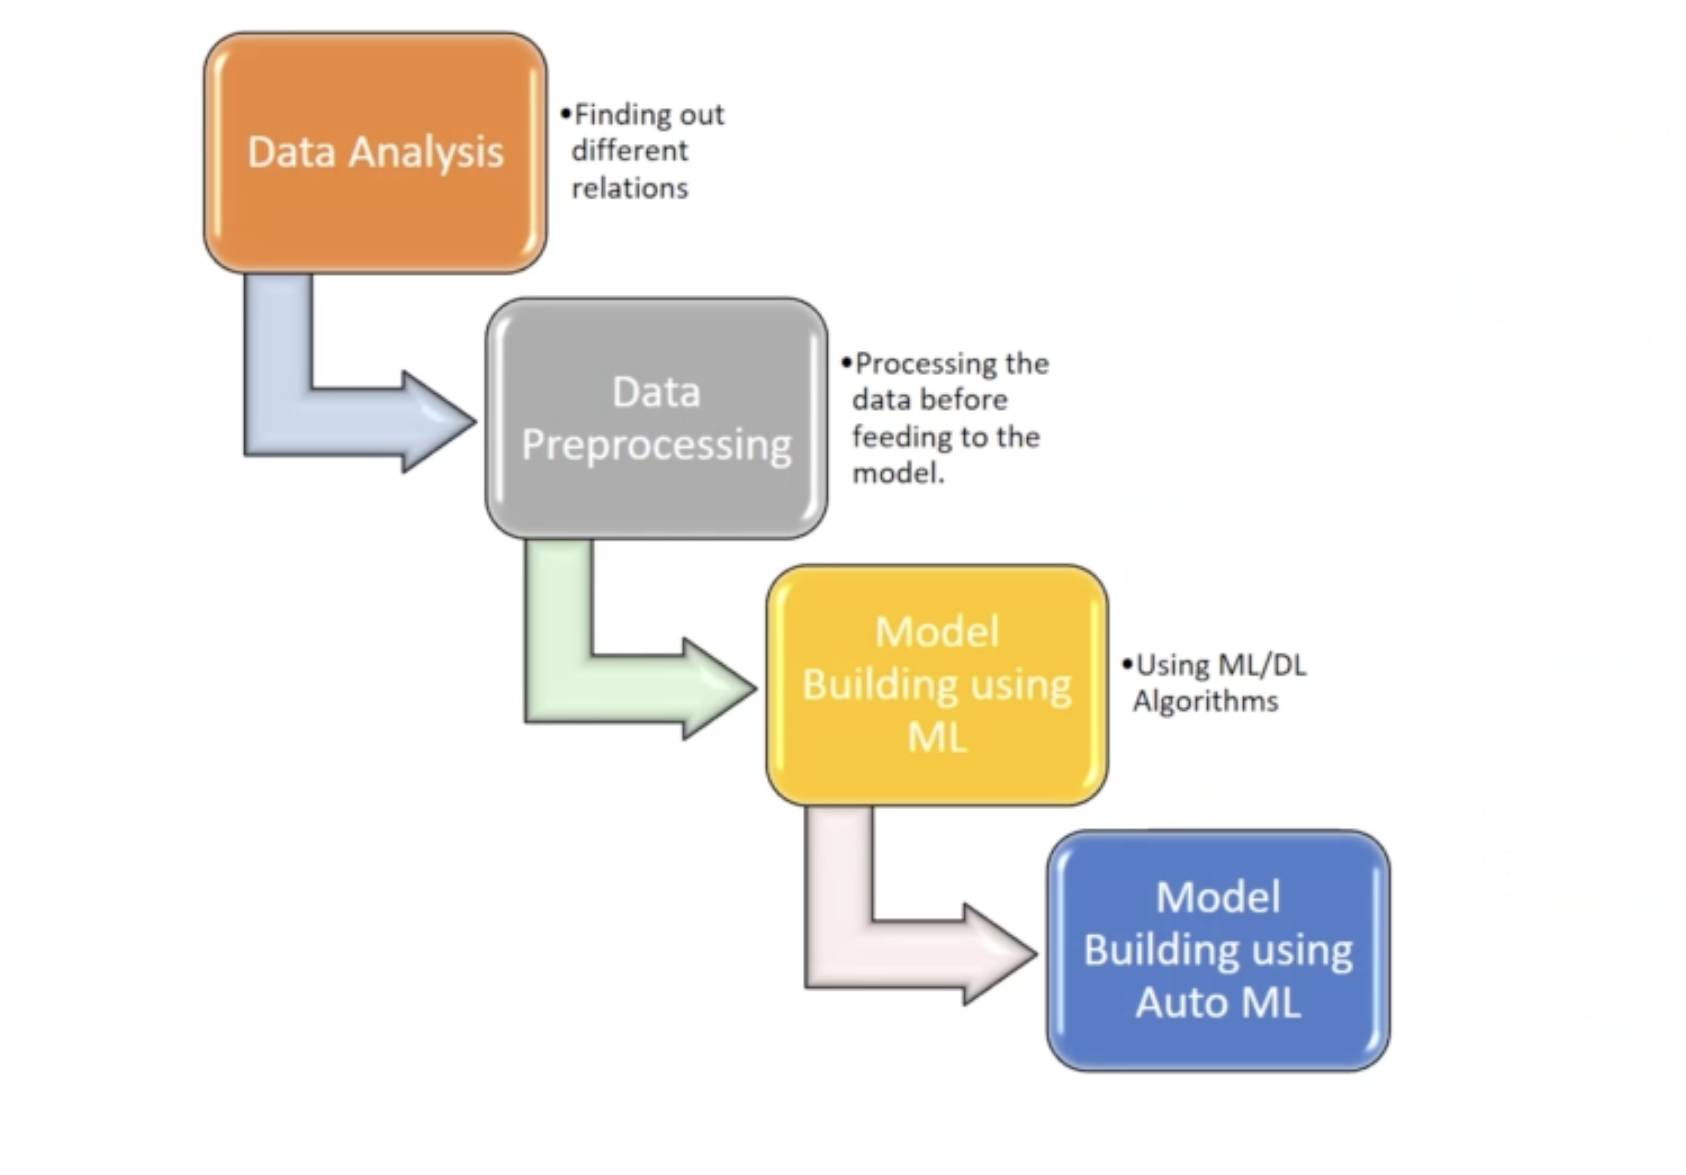 Data Analysis
•Finding out
different
relations
Data
Preprocessing
•Processing the
data before
feeding to the
model.
Model
Building using
ML
•Using ML/DL
Algorithms
Model
Building using
Auto ML